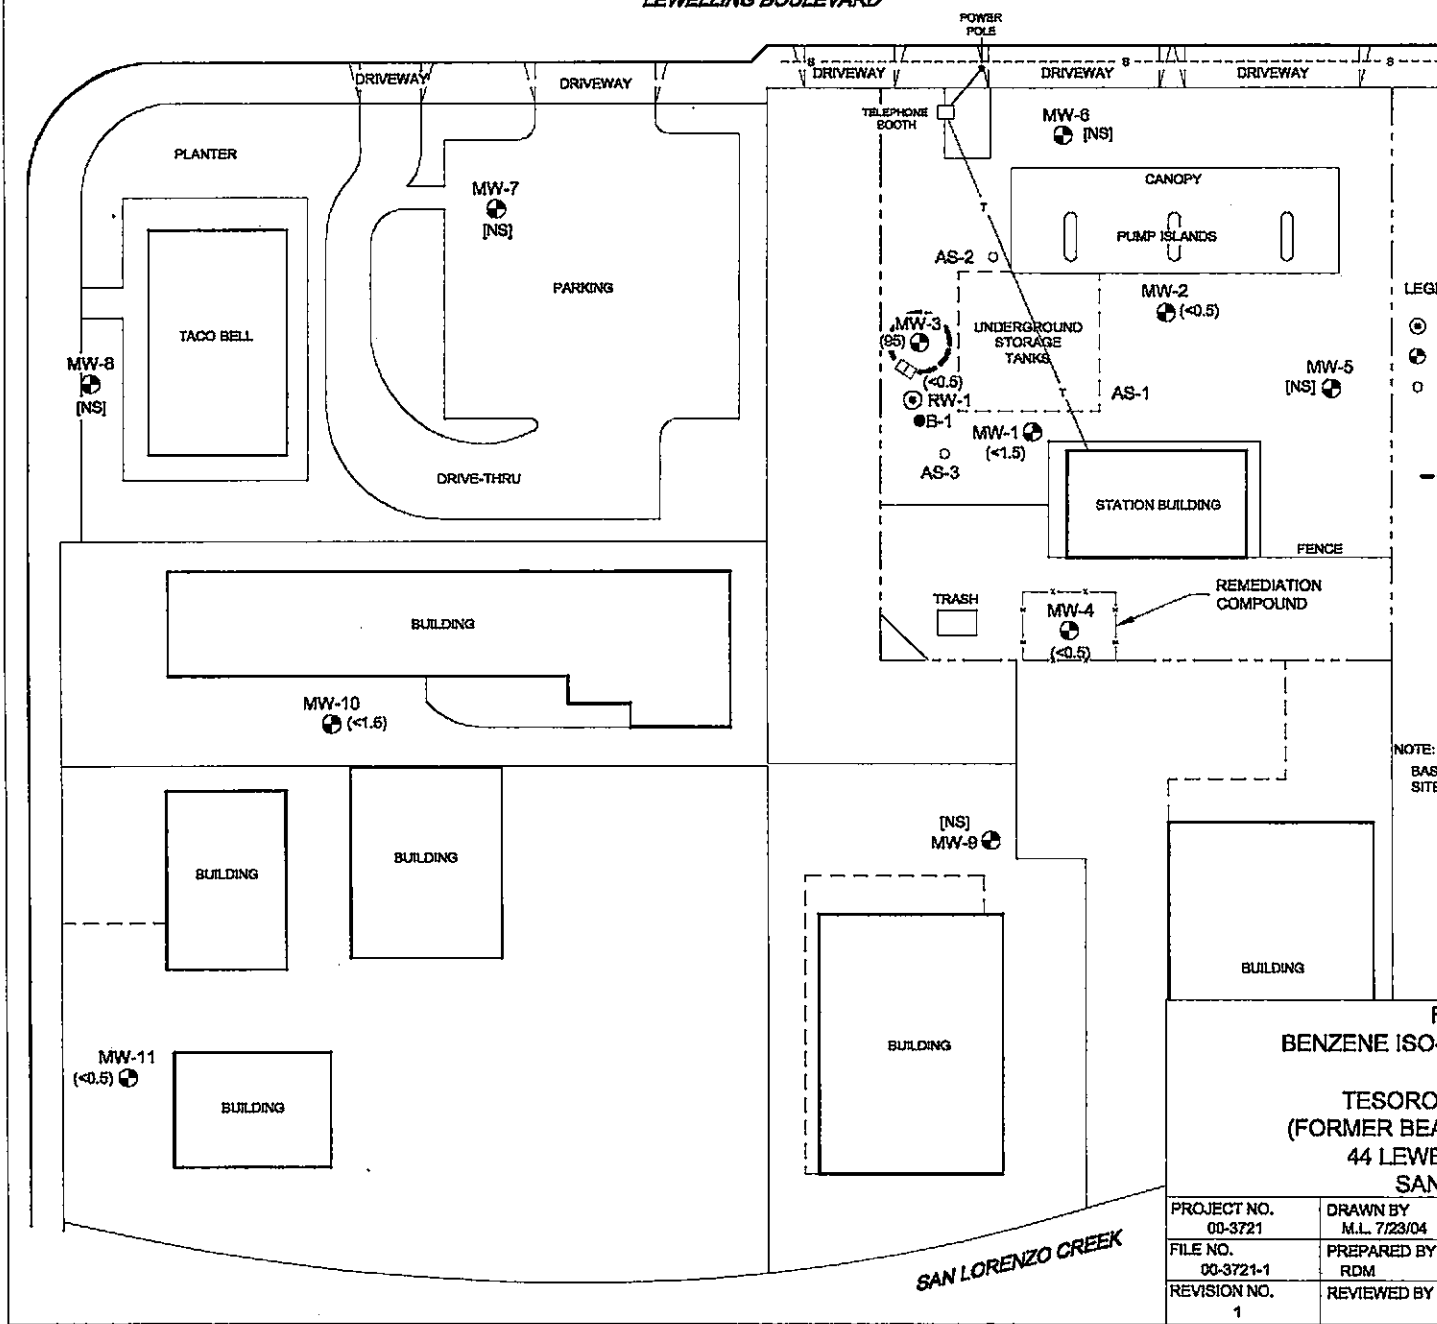 LEWELLING BOULEVARD
POWER
POLE
DRIVEWAY
DRIVEWAY
S
DRIVEWAY
DRIVEWAY
S
DRIVEWAY
S
TELEPHONE
BOOTH
MW-6
[NS]
PLANTER
CANOPY
MW-7
[NS]
T
PUMP ISLANDS
AS-2
PARKING
MW-2
(<0.5)
LEG
TACO BELL
MW-3
(95)
UNDERGROUND
STORAGE
TANKS
MW-8
[NS]
MW-5
[NS]
(<0.5)
RW-1
T
AS-1
B-1
MW-1
(<1.5)
AS-3
DRIVE-THRU
STATION BUILDING
FENCE
REMEDIATION
COMPOUND
TRASH
MW-4
(<0.5)
BUILDING
MW-10
(<1.5)
NOTE:
BAS
SITE
[NS]
MW-9
BUILDING
BUILDING
BUILDING
BUILDING
MW-11
(<0.5)
BUILDING
F
BENZENE ISO-
TESORO
(FORMER BEA
44 LEWE
SAN
SAN LORENZO CREEK
PROJECT NO.
00-3721
DRAWN BY
M.L. 7/23/04
FILE NO.
00-3721-1
PREPARED BY
RDM
REVISION NO.
1
REVIEWED BY